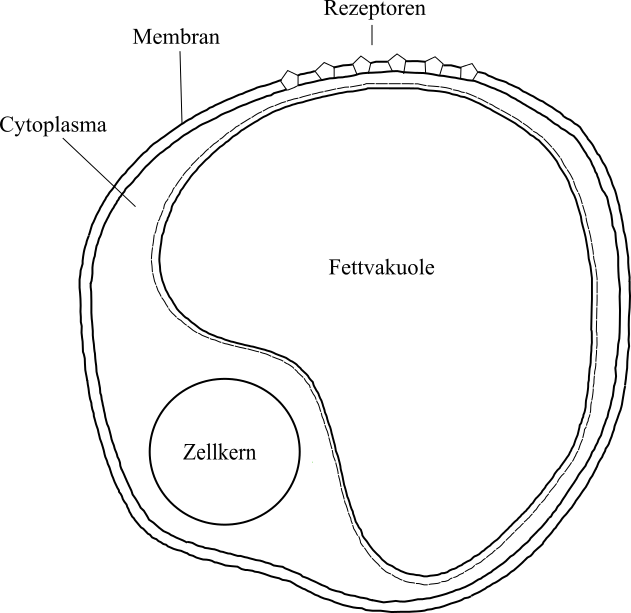 Rezeptoren
Membran
Cytoplasma
Fettvakuole
Zellkern